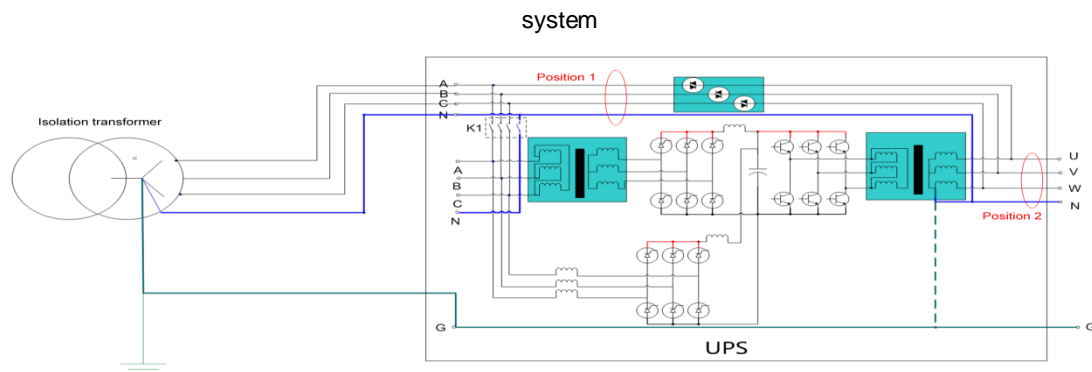 system
Isolation transformer
A
B
C
N
Position 1
K1
A
B
C
N
U
V
W
N
Position 2
G
G
UPS